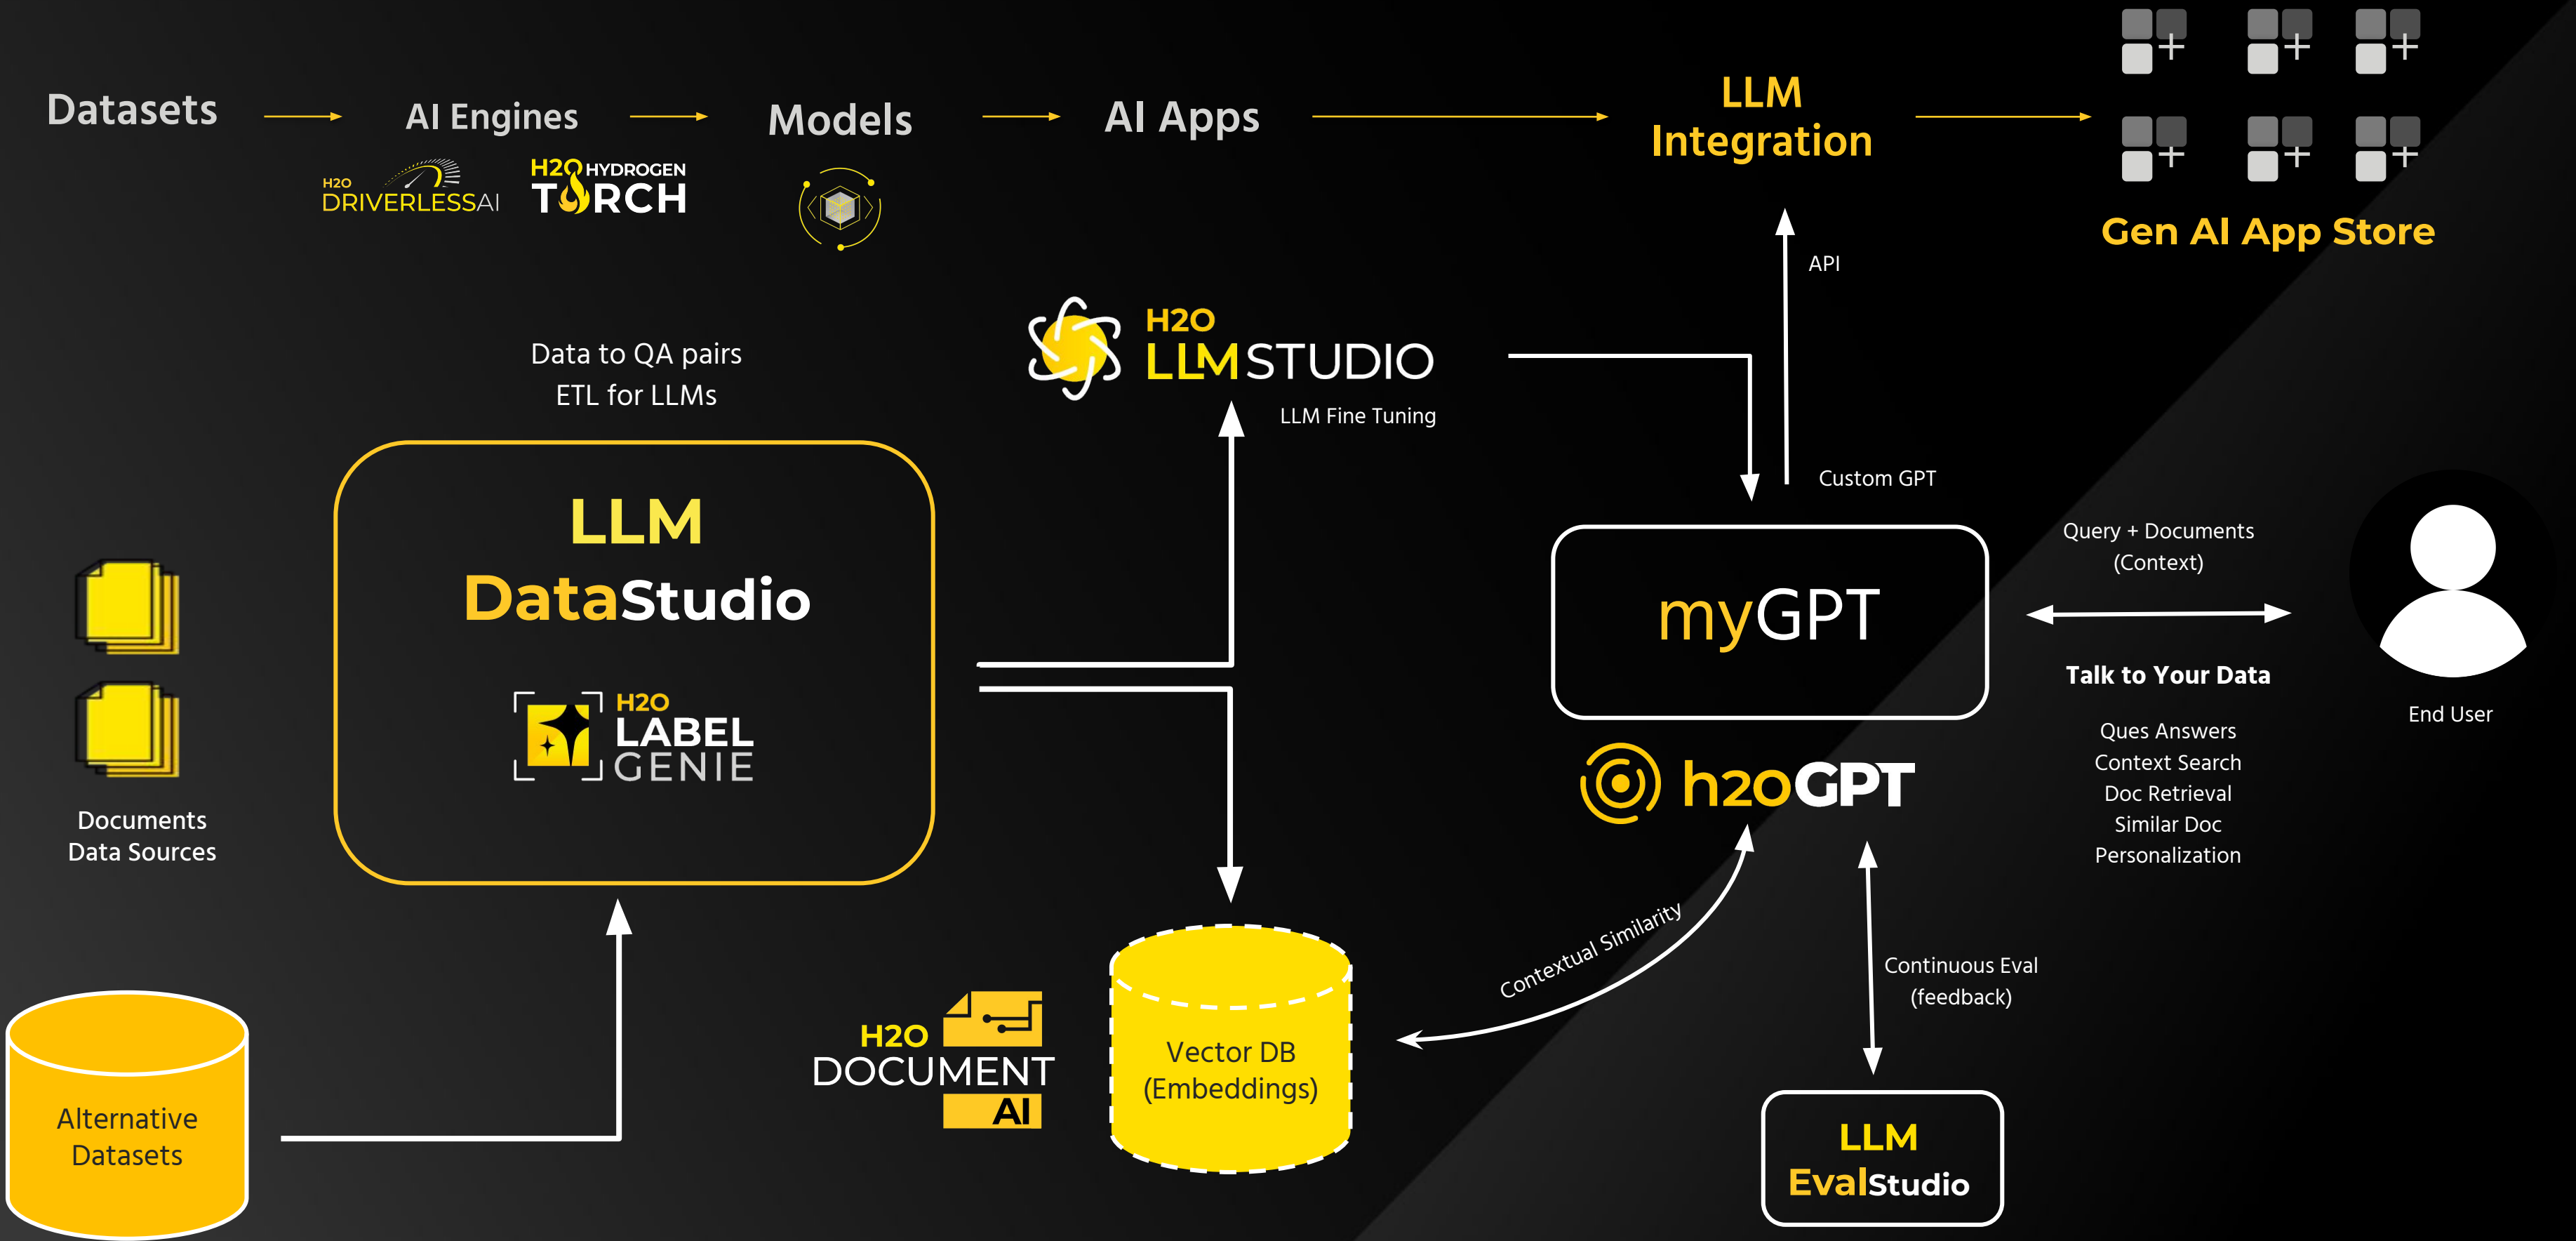 Datasets
AI Engines
H2O
DRIVERLESSAI
H2O HYDROGEN
TORCH
Models
AI Apps
LLM
Integration
Gen AI App Store
API
Data to QA pairs
ETL for LLMs
H2O
LLM STUDIO
LLM Fine Tuning
LLM
DataStudio
H2O
LABEL
GENIE
Documents
Data Sources
Alternative
Datasets
H2O
DOCUMENT
AI
Vector DB
(Embeddings)
Custom GPT
myGPT
h2oGPT
Contextual Similarity
Continuous Eval
(feedback)
LLM
EvalStudio
Query + Documents
(Context)
Talk to Your Data
Ques Answers
Context Search
Doc Retrieval
Similar Doc
Personalization
End User